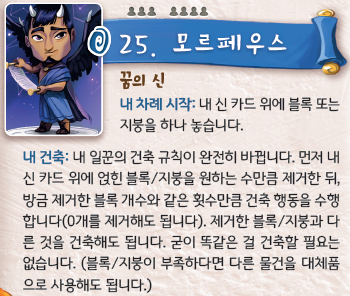 25. 모르페우스
꿈의 신
내 차례 시작: 내 신 카드 위에 블록 또는
지붕을 하나 놓습니다.
내 건축: 내 일꾼의 건축 규칙이 완전히 바뀝니다. 먼저 내
신 카드 위에 얹힌 블록/지붕을 원하는 수만큼 제거한 뒤,
방금 제거한 블록 개수와 같은 횟수만큼 건축 행동을 수행
합니다(0개를 제거해도 됩니다). 제거한 블록/지붕과 다
른 것을 건축해도 됩니다. 굳이 똑같은 걸 건축할 필요는
없습니다. (블록/지붕이 부족하다면 다른 물건을 대체품
으로 사용해도 됩니다.)